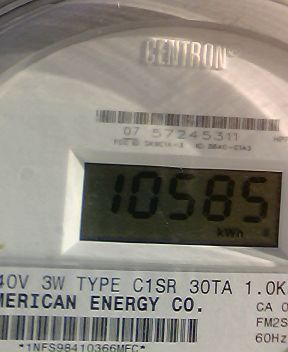 CENTRON
07 57245311
10585
kWh
40V 3W TYPE C1SR 30TA 1.0K
MERICAN ENERGY CO.
CA 0
FM2S
60Hz
*1NFS98410366MFC*